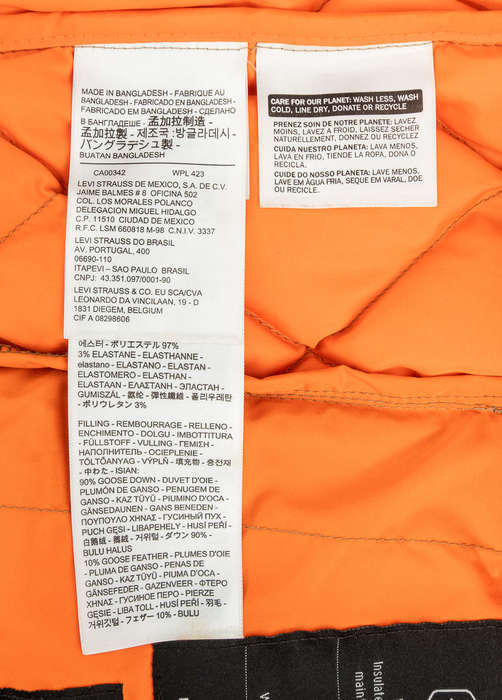 MADE IN BANGLADESH - FABRIQUE AU
BANGLADESH - FABRICADO EN BANGLADESH -
FABRICADO EM BANGLADESH - СДЕЛАНО
В БАНГЛАДЕШЕ - 孟加拉制造 -
孟加拉製 - 제조국 : 방글라데시 -
バングラデシュ製 -
BUATAN BANGLADESH
CA00342 WPL 423
LEVI STRAUSS DE MEXICO, S.A. DE C.V.
JAIME BALMES # 8 OFICINA 502
COL. LOS MORALES POLANCO
DELEGACION MIGUEL HIDALGO
C.P. 11510 CIUDAD DE MEXICO
R.F.C. LSM 660818 M-98 C.N.I.V. 3337
LEVI STRAUSS DO BRASIL
AV, PORTUGAL, 400
06690-110
ITAPEVI – SAO PAULO BRASIL
CNPJ: 43.351.097/0001-90
LEVI STRAUSS & CO. EU SCA/CVA
LEONARDO DA VINCILAAN, 19 - D
1831 DIEGEM, BELGIUM
CIF A 08298606
エステル - ポリエステル 97%
3% ELASTANE - ELASTHANNE -
elastano - ELASTANO - ELASTAN -
ELASTOMERO - ELASTHAN -
ELASTAAN - ΕΛΑΣΤΑΝΗ - ЭЛАСТАН -
GUMISZÁL - 氨纶 - 彈性纖維 - 폴리우레탄
- ポリウレタン 3%
FILLING - REMBOURRAGE - RELLENO -
ENCHIMENTO - DOLGU - IMBOTTITURA
- FÜLLSTOFF - VULLING - ΓΕΜΙΣΗ -
НАПОЛНИТЕЛЬ - OCIEPLENIE -
TÖLTŐANYAG - VÝPLŇ - 填充物 - 충전재
- 中わた - ISIAN:
90% GOOSE DOWN - DUVET D'OIE -
PLUMÓN DE GANSO - PENUGEM DE
GANSO - KAZ TÜYÜ - PIUMINO D'OCA -
GÄNSEDAUNEN - GANS BENEDEN -
ΠΟΥΠΟΥΛΟ ΧΗΝΑΣ - ГУСИНЫЙ ПУХ -
PUCH GĘSI - LIBAPEHELY - HUSÍ PEŘÍ -
白鵝絨 - 鵝絨 - 거위털 - ダウン 90% -
BULU HALUS
10% GOOSE FEATHER - PLUMES D'OIE
- PLUMA DE GANSO - PENAS DE
GANSO - KAZ TÜYÜ - PIUMA D'OCA -
GÄNSEFEDER - GAZENVEER - ΦΤΕΡΟ
ΧΗΝΑΣ - ГУСИНОЕ ПЕРО - PIERZE
GĘSIE - LIBA TOLL - HUSÍ PEŘÍ - 羽毛 -
거위깃털 - フェザー 10% - BULU
CARE FOR OUR PLANET: WASH LESS, WASH
COLD, LINE DRY, DONATE OR RECYCLE
PRENEZ SOIN DE NOTRE PLANETE: LAVEZ
MOINS, LAVEZ A FROID, LAISSEZ SECHER
NATURELLEMENT, DONNEZ OU RECYCLEZ
CUIDA NUESTRO PLANETA: LAVA MENOS,
LAVA EN FRIO, TIENDE LA ROPA, DONA O
RECICLA.
CUIDE DO NOSSO PLANETA: LAVE MENOS,
LAVE EM ÁGUA FRIA, SEQUE EM VARAL, DOE
OU RECICLE.
Insulate
main